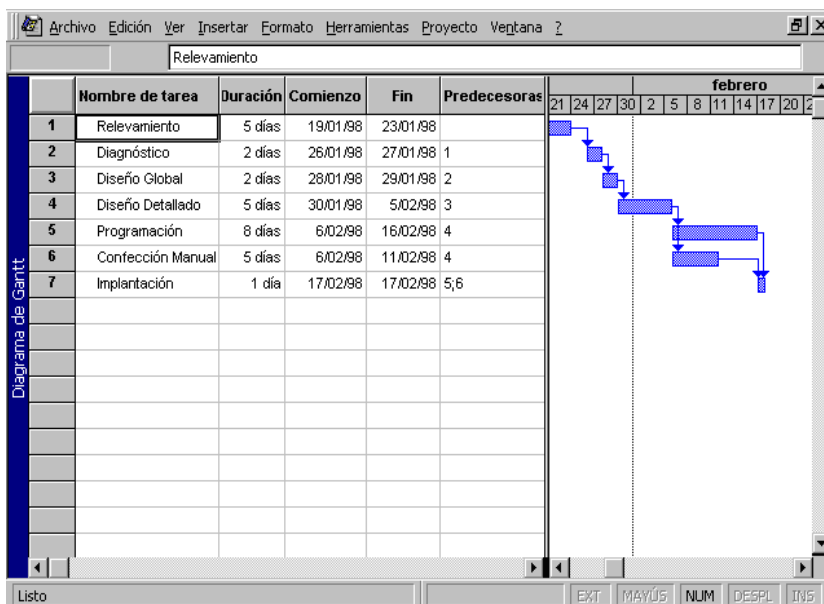 Archivo Edición Ver Insertar Formato Herramientas Proyecto Ventana ?
Relevamiento
Nombre de tarea Duración Comienzo Fin Predecesoras
febrero
21 24 27 30 2 5 8 11 14 17 20
1 Relevamiento 5 días 19/01/98 23/01/98
2 Diagnóstico 2 días 26/01/98 27/01/98 1
3 Diseño Global 2 días 28/01/98 29/01/98 2
4 Diseño Detallado 5 días 30/01/98 5/02/98 3
5 Programación 8 días 6/02/98 16/02/98 4
6 Confección Manual 5 días 6/02/98 11/02/98 4
7 Implantación 1 día 17/02/98 17/02/98 5;6
Diagrama de Gantt
Listo EXT MAYÚS NUM DESPL INS